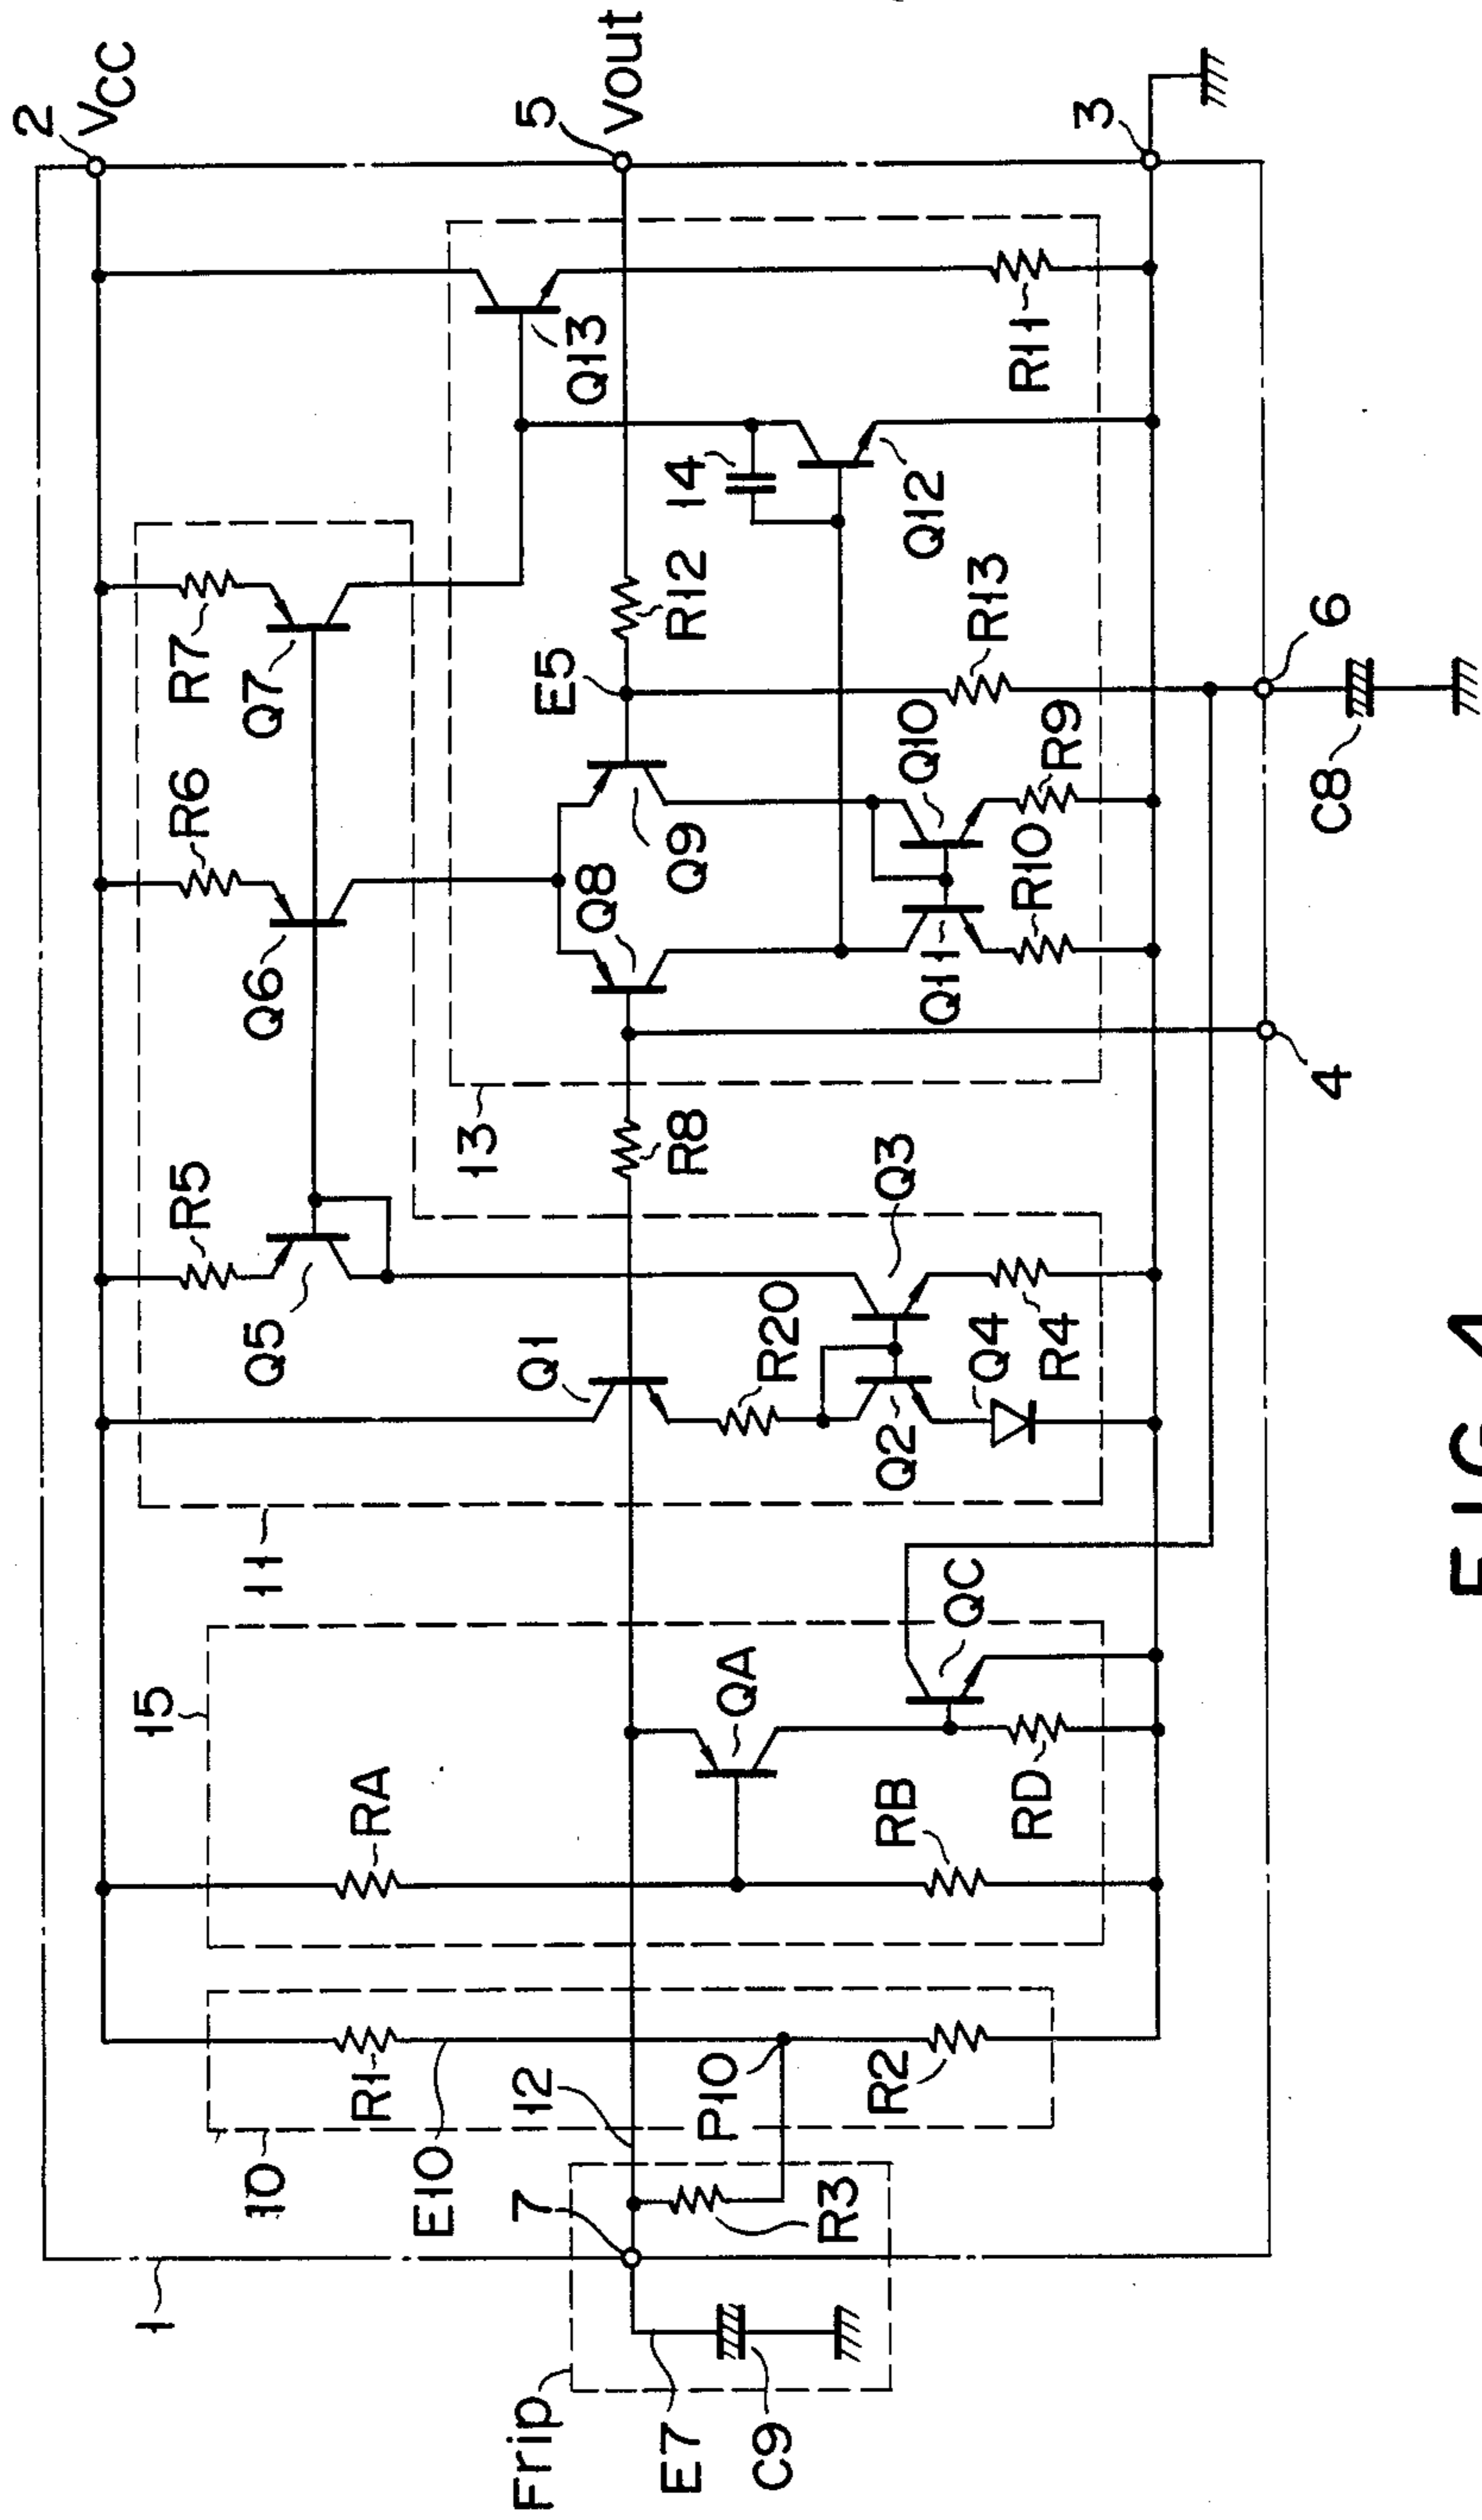 2
VCC
1
15
R5
R6
R7
10
11
Q5
Q6
Q7
R1
RA
E10
13
Frip
7
12
Q1
E5
5
Q8
Q13
Vout
E7
R8
Q9
R12
14
P10
QA
C9
R20
R3
R2
RB
Q2
Q3
Q10
Q12
Q11
QC
Q4
R13
RD
R10
R11
R4
R9
3
4
6
C8
FIG. 4